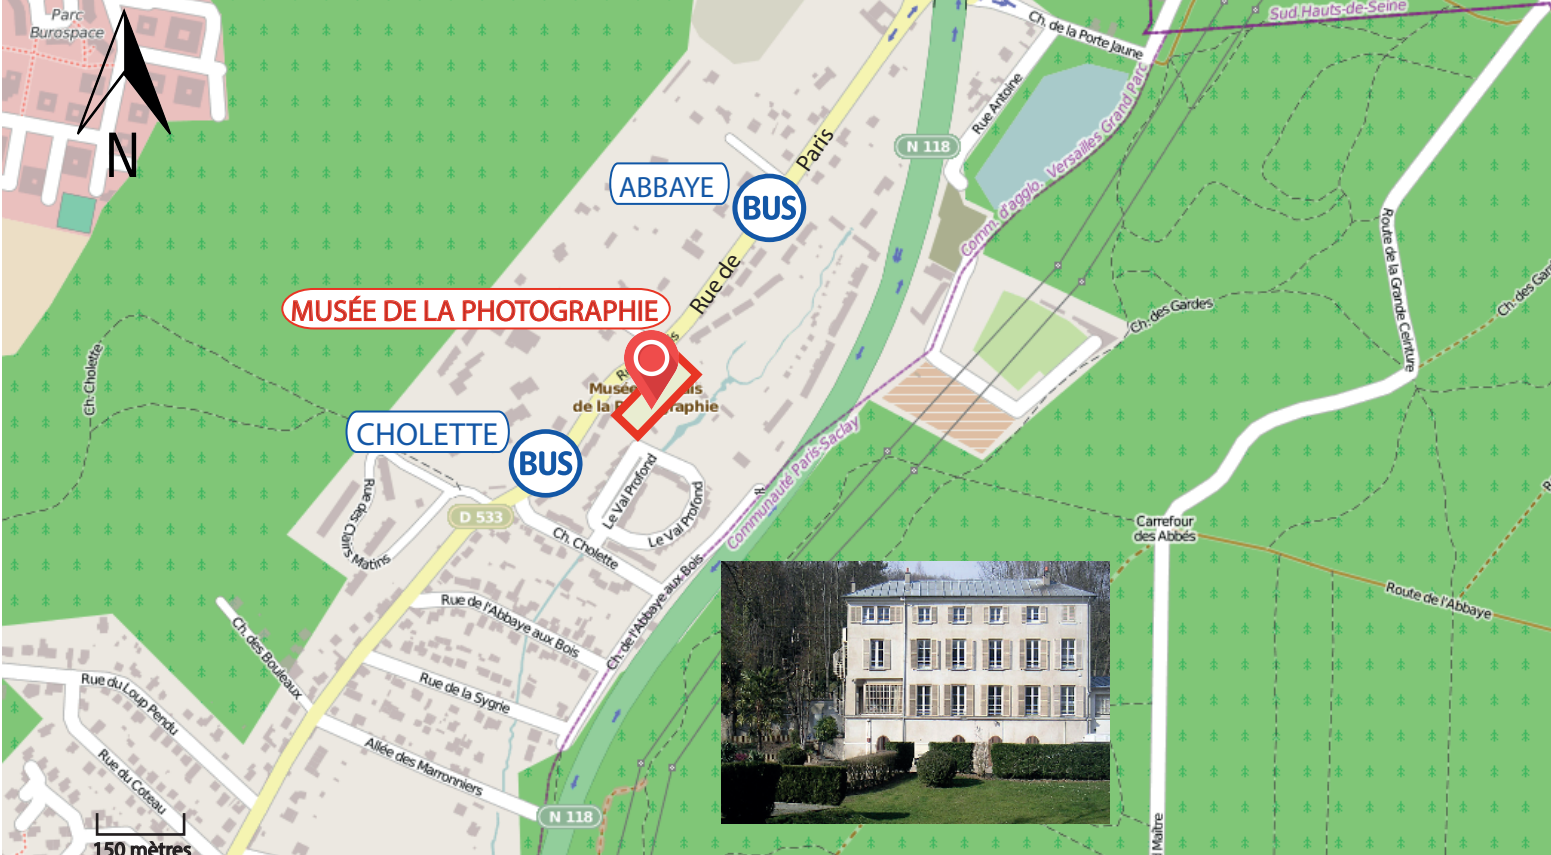 Parc
Burospace
N
Sud Hauts-de-Seine
Ch. de la Porte Jaune
Rue Antoine
N 118
Paris
ABBAYE
BUS
Comm. d'agglo. Versailles Grand Parc
Rue de
MUSÉE DE LA PHOTOGRAPHIE
Ch. des Gardes
Route de la Grande Ceinture
Ch. Cholette
CHOLETTE
BUS
D 533
Rue des Clairs Matins
Le Val Profond
Le Val Profond
Ch. Cholette
Communauté Paris-Saclay
Carrefour
des Abbés
Route de l'Abbaye
Rue de l'Abbaye aux Bois
Ch. de l'Abbaye aux Bois
Ch. des Bouleaux
Rue de la Sygrie
Rue du Loup Pendu
Rue du Coteau
Allée des Marronniers
N 118
Maître
150 mètres